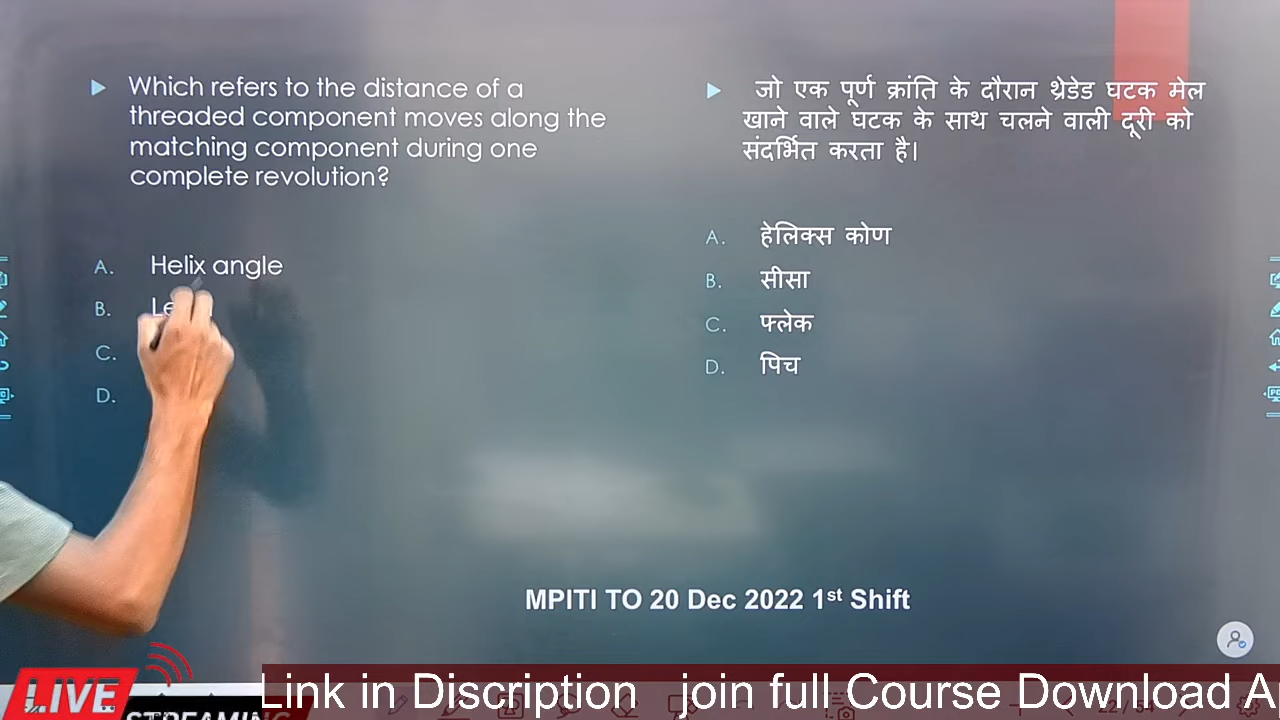 Which refers to the distance of a
threaded component moves along the
matching component during one
complete revolution?
A. Helix angle
B.
C.
D.
जो एक पूर्ण क्रांति के दौरान थ्रेडेड घटक मेल
खाने वाले घटक के साथ चलने वाली दूरी को
संदर्भित करता है।
A. हेलिक्स कोण
B. सीसा
C. फ्लेक
D. पिच
MPITI TO 20 Dec 2022 1st Shift
LIVE
STREAMING
Link in Discription join full Course Download